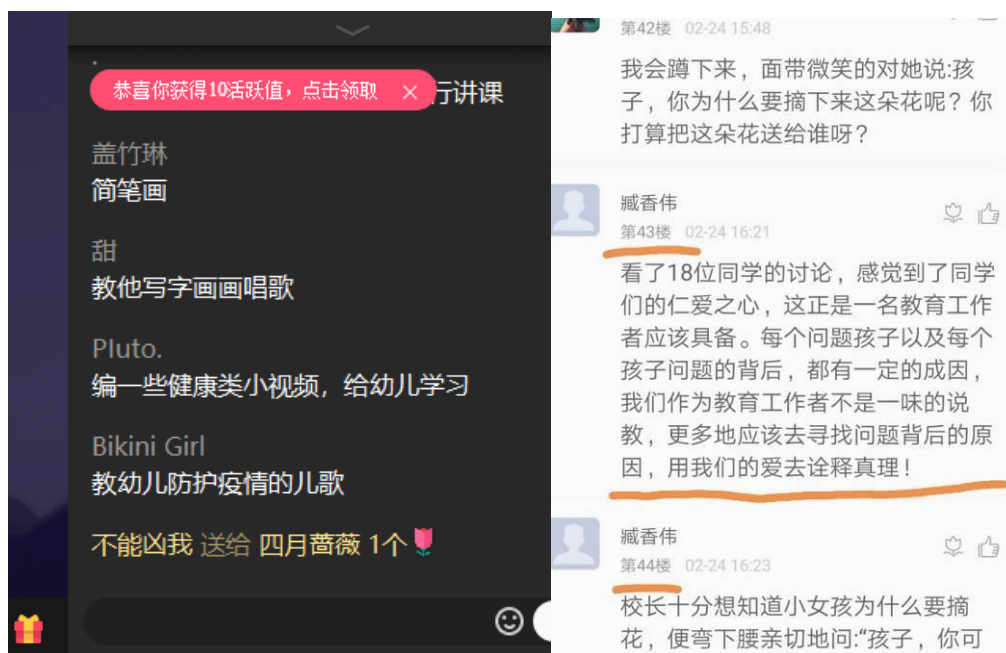 恭喜你获得10活跃值，点击领取 ×
行讲课
盖竹琳
简笔画
甜
教他写字画画唱歌
Pluto.
编一些健康类小视频，给幼儿学习
Bikini Girl
教幼儿防护疫情的儿歌
不能凶我 送给 四月蔷薇 1个
第42楼 02-24 15:48
我会蹲下来，面带微笑的对她说:孩
子，你为什么要摘下来这朵花呢？你
打算把这朵花送给谁呀？
臧香伟
第43楼 02-24 16:21
看了18位同学的讨论，感觉到了同学
们的仁爱之心，这正是一名教育工作
者应该具备。每个问题孩子以及每个
孩子问题的背后，都有一定的成因，
我们作为教育工作者不是一味的说
教，更多地应该去寻找问题背后的原
因，用我们的爱去诠释真理！
臧香伟
第44楼 02-24 16:23
校长十分想知道小女孩为什么要摘
花，便弯下腰亲切地问:“孩子，你可